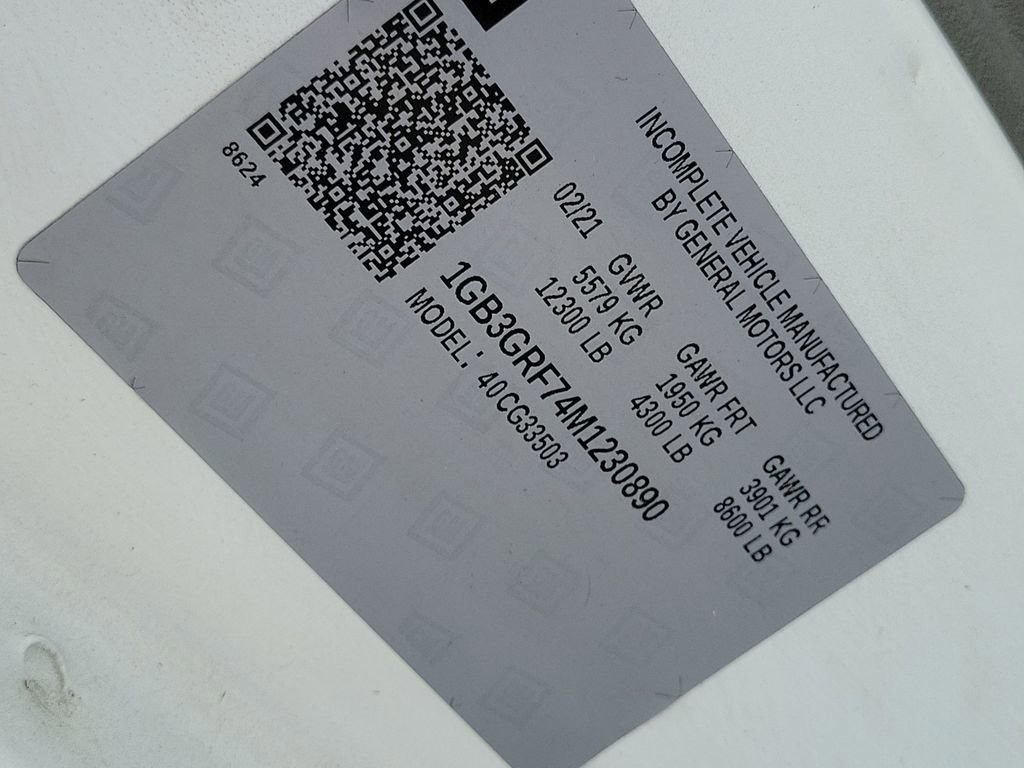 INCOMPLETE VEHICLE MANUFACTURED
BY GENERAL MOTORS LLC
02/21 GVWR GAWR FRT GAWR RR
5579 KG 1950 KG 3901 KG
12300 LB 4300 LB 8600 LB
1GB3GRF74M1230890
MODEL: 40CG33503
8624